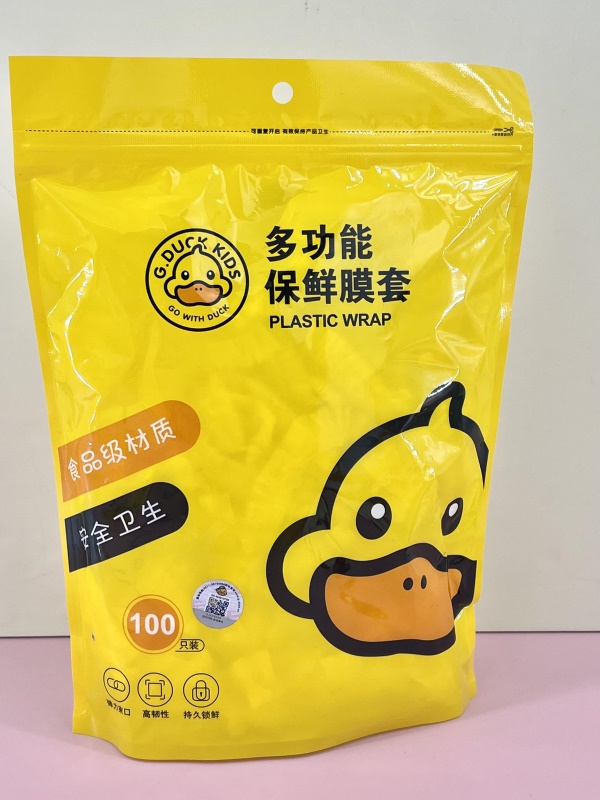 可重复开启 有效保持产品卫生
G.DUCK KIDS
GO WITH DUCK
多功能
保鲜膜套
PLASTIC WRAP
食品级材质
安全卫生
100
只装
高韧性
持久锁鲜